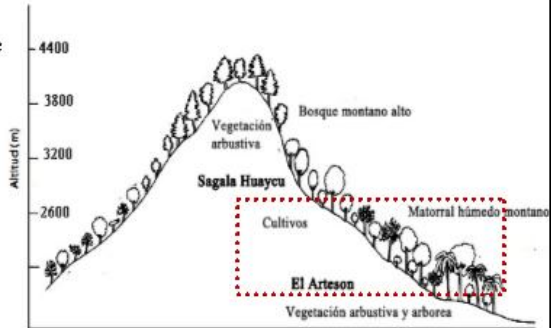 4400
3800
Bosque montano alto
Vegetación
arbustiva
Altitud (m)
3200
Sagala Huaycu
2600
Matorral húmedo montano
Cultivos
El Arteson
Vegetación arbustiva y arborea